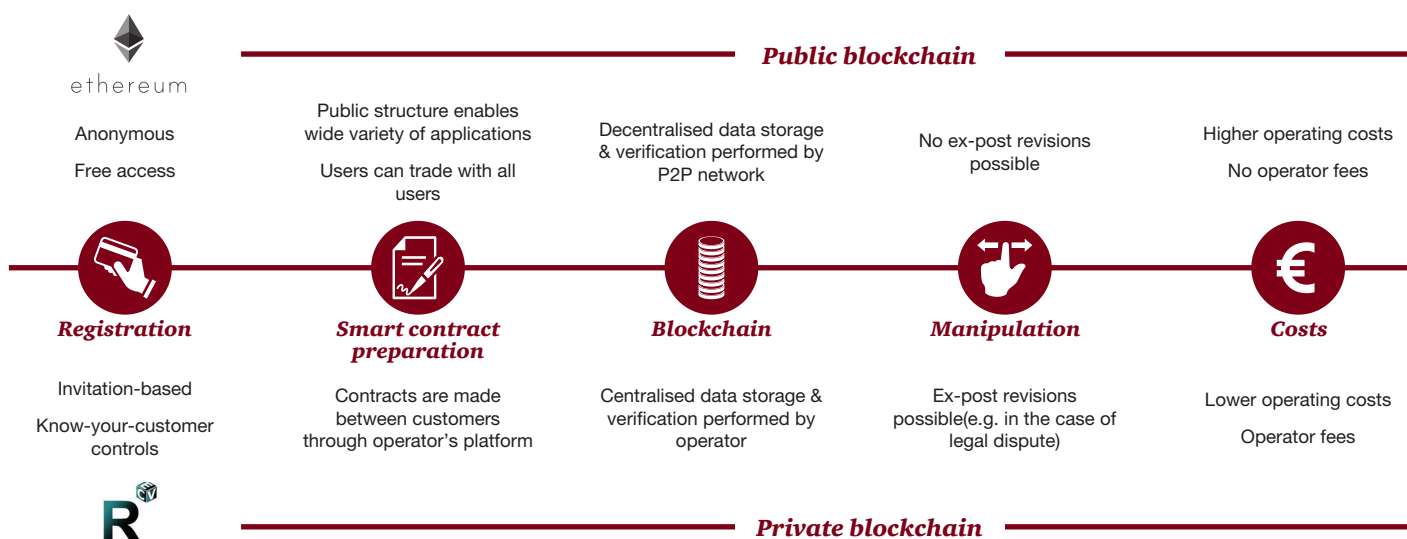 Public blockchain
ethereum
Anonymous
Free access
Public structure enables
wide variety of applications
Users can trade with all
users
Decentralised data storage
& verification performed by
P2P network
No ex-post revisions
possible
Higher operating costs
No operator fees
€
Registration
Smart contract
preparation
Blockchain
Manipulation
Costs
Invitation-based
Know-your-customer
controls
Contracts are made
between customers
through operator's platform
Centralised data storage &
verification performed by
operator
Ex-post revisions
possible(e.g. in the case of
legal dispute)
Lower operating costs
Operator fees
R
Private blockchain